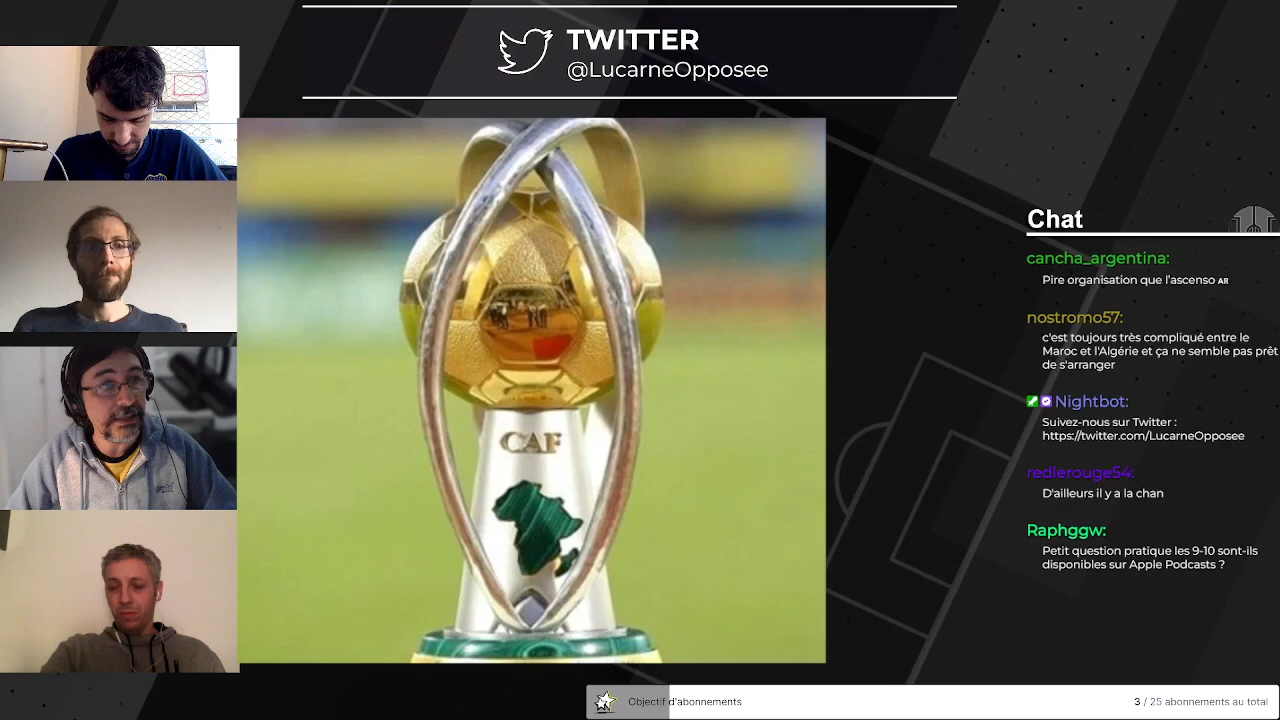 TWITTER
@LucarneOpposee
CAF
Chat
cancha_argentina:
Pire organisation que l'ascenso AR
nostromo57:
c'est toujours très compliqué entre le
Maroc et l'Algérie et ça ne semble pas prêt
de s'arranger
Nightbot:
Suivez-nous sur Twitter :
https://twitter.com/LucarneOpposee
redlerouge54:
D'ailleurs il y a la chan
Raphggw:
Petit question pratique les 9-10 sont-ils
disponibles sur Apple Podcasts ?
Objectif d'abonnements
3 / 25 abonnements au total